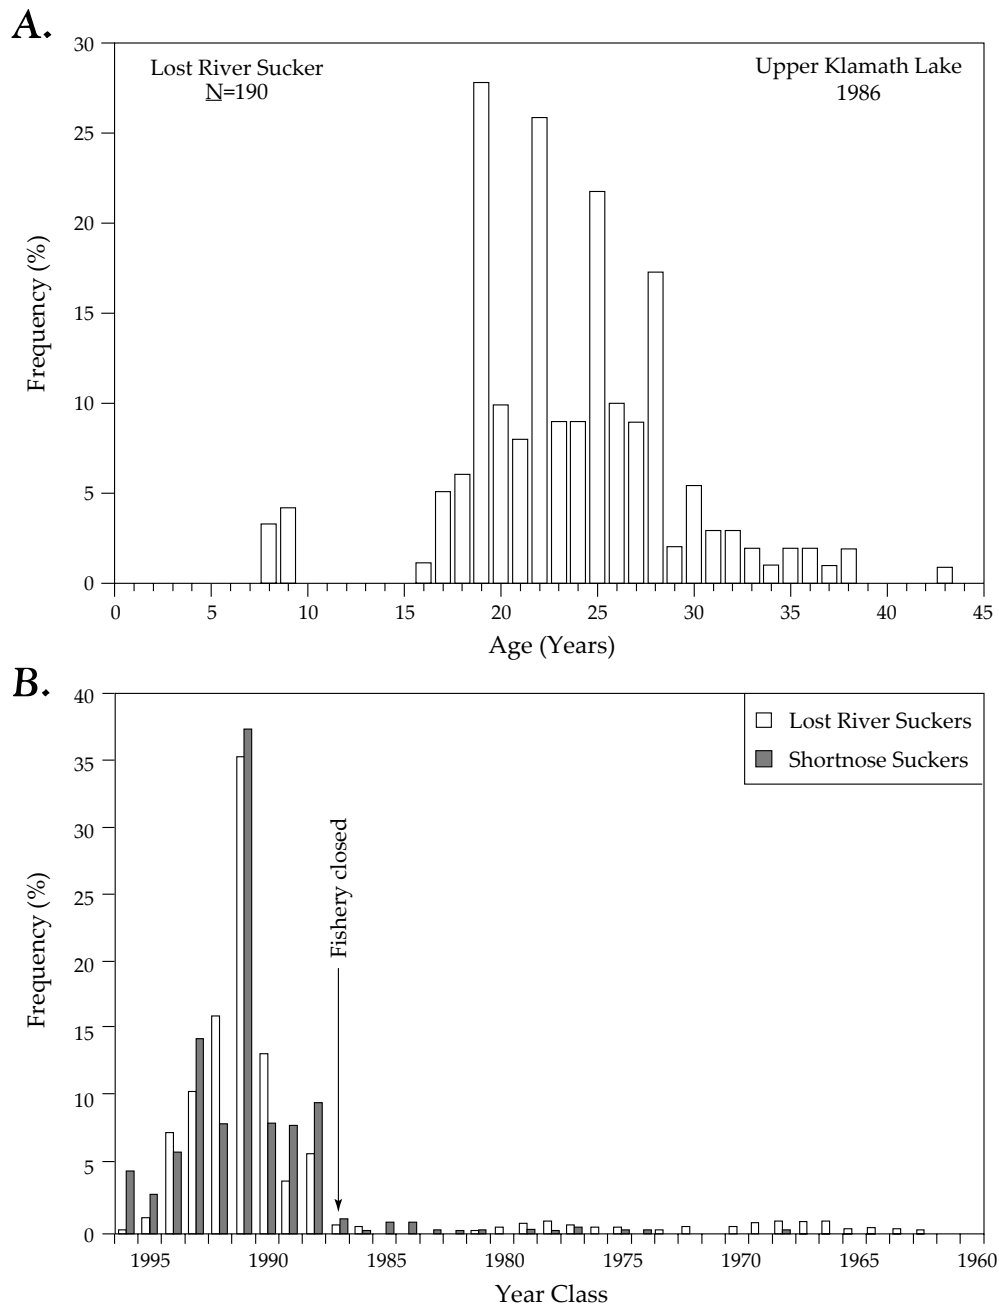 A.
Lost River Sucker
N=190
Upper Klamath Lake
1986
30
25
20
15
10
5
0
Frequency (%)
0 5 10 15 20 25 30 35 40 45
Age (Years)
B.
Lost River Suckers
Shortnose Suckers
40
35
30
25
20
15
10
5
0
Frequency (%)
Fishery closed
1995 1990 1985 1980 1975 1970 1965 1960
Year Class